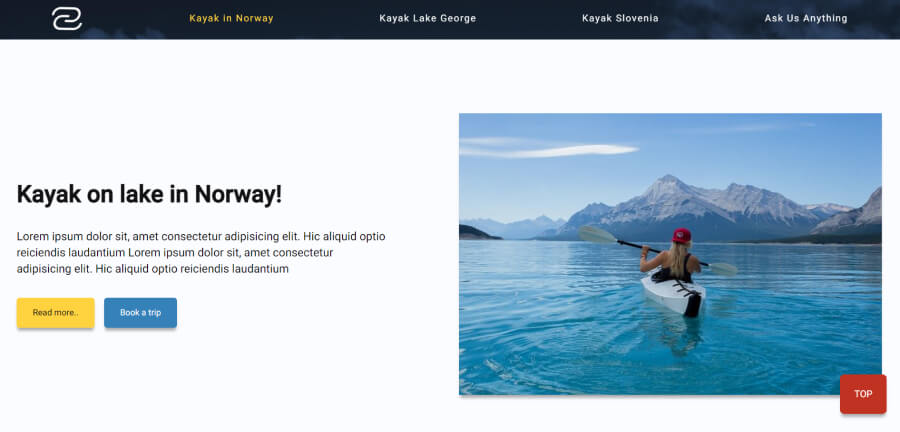 Kayak in Norway
Kayak Lake George
Kayak Slovenia
Ask Us Anything
Kayak on lake in Norway!
Lorem ipsum dolor sit, amet consectetur adipisicing elit. Hic aliquid optio
reiciendis laudantium Lorem ipsum dolor sit, amet consectetur
adipisicing elit. Hic aliquid optio reiciendis laudantium
Read more..
Book a trip
TOP